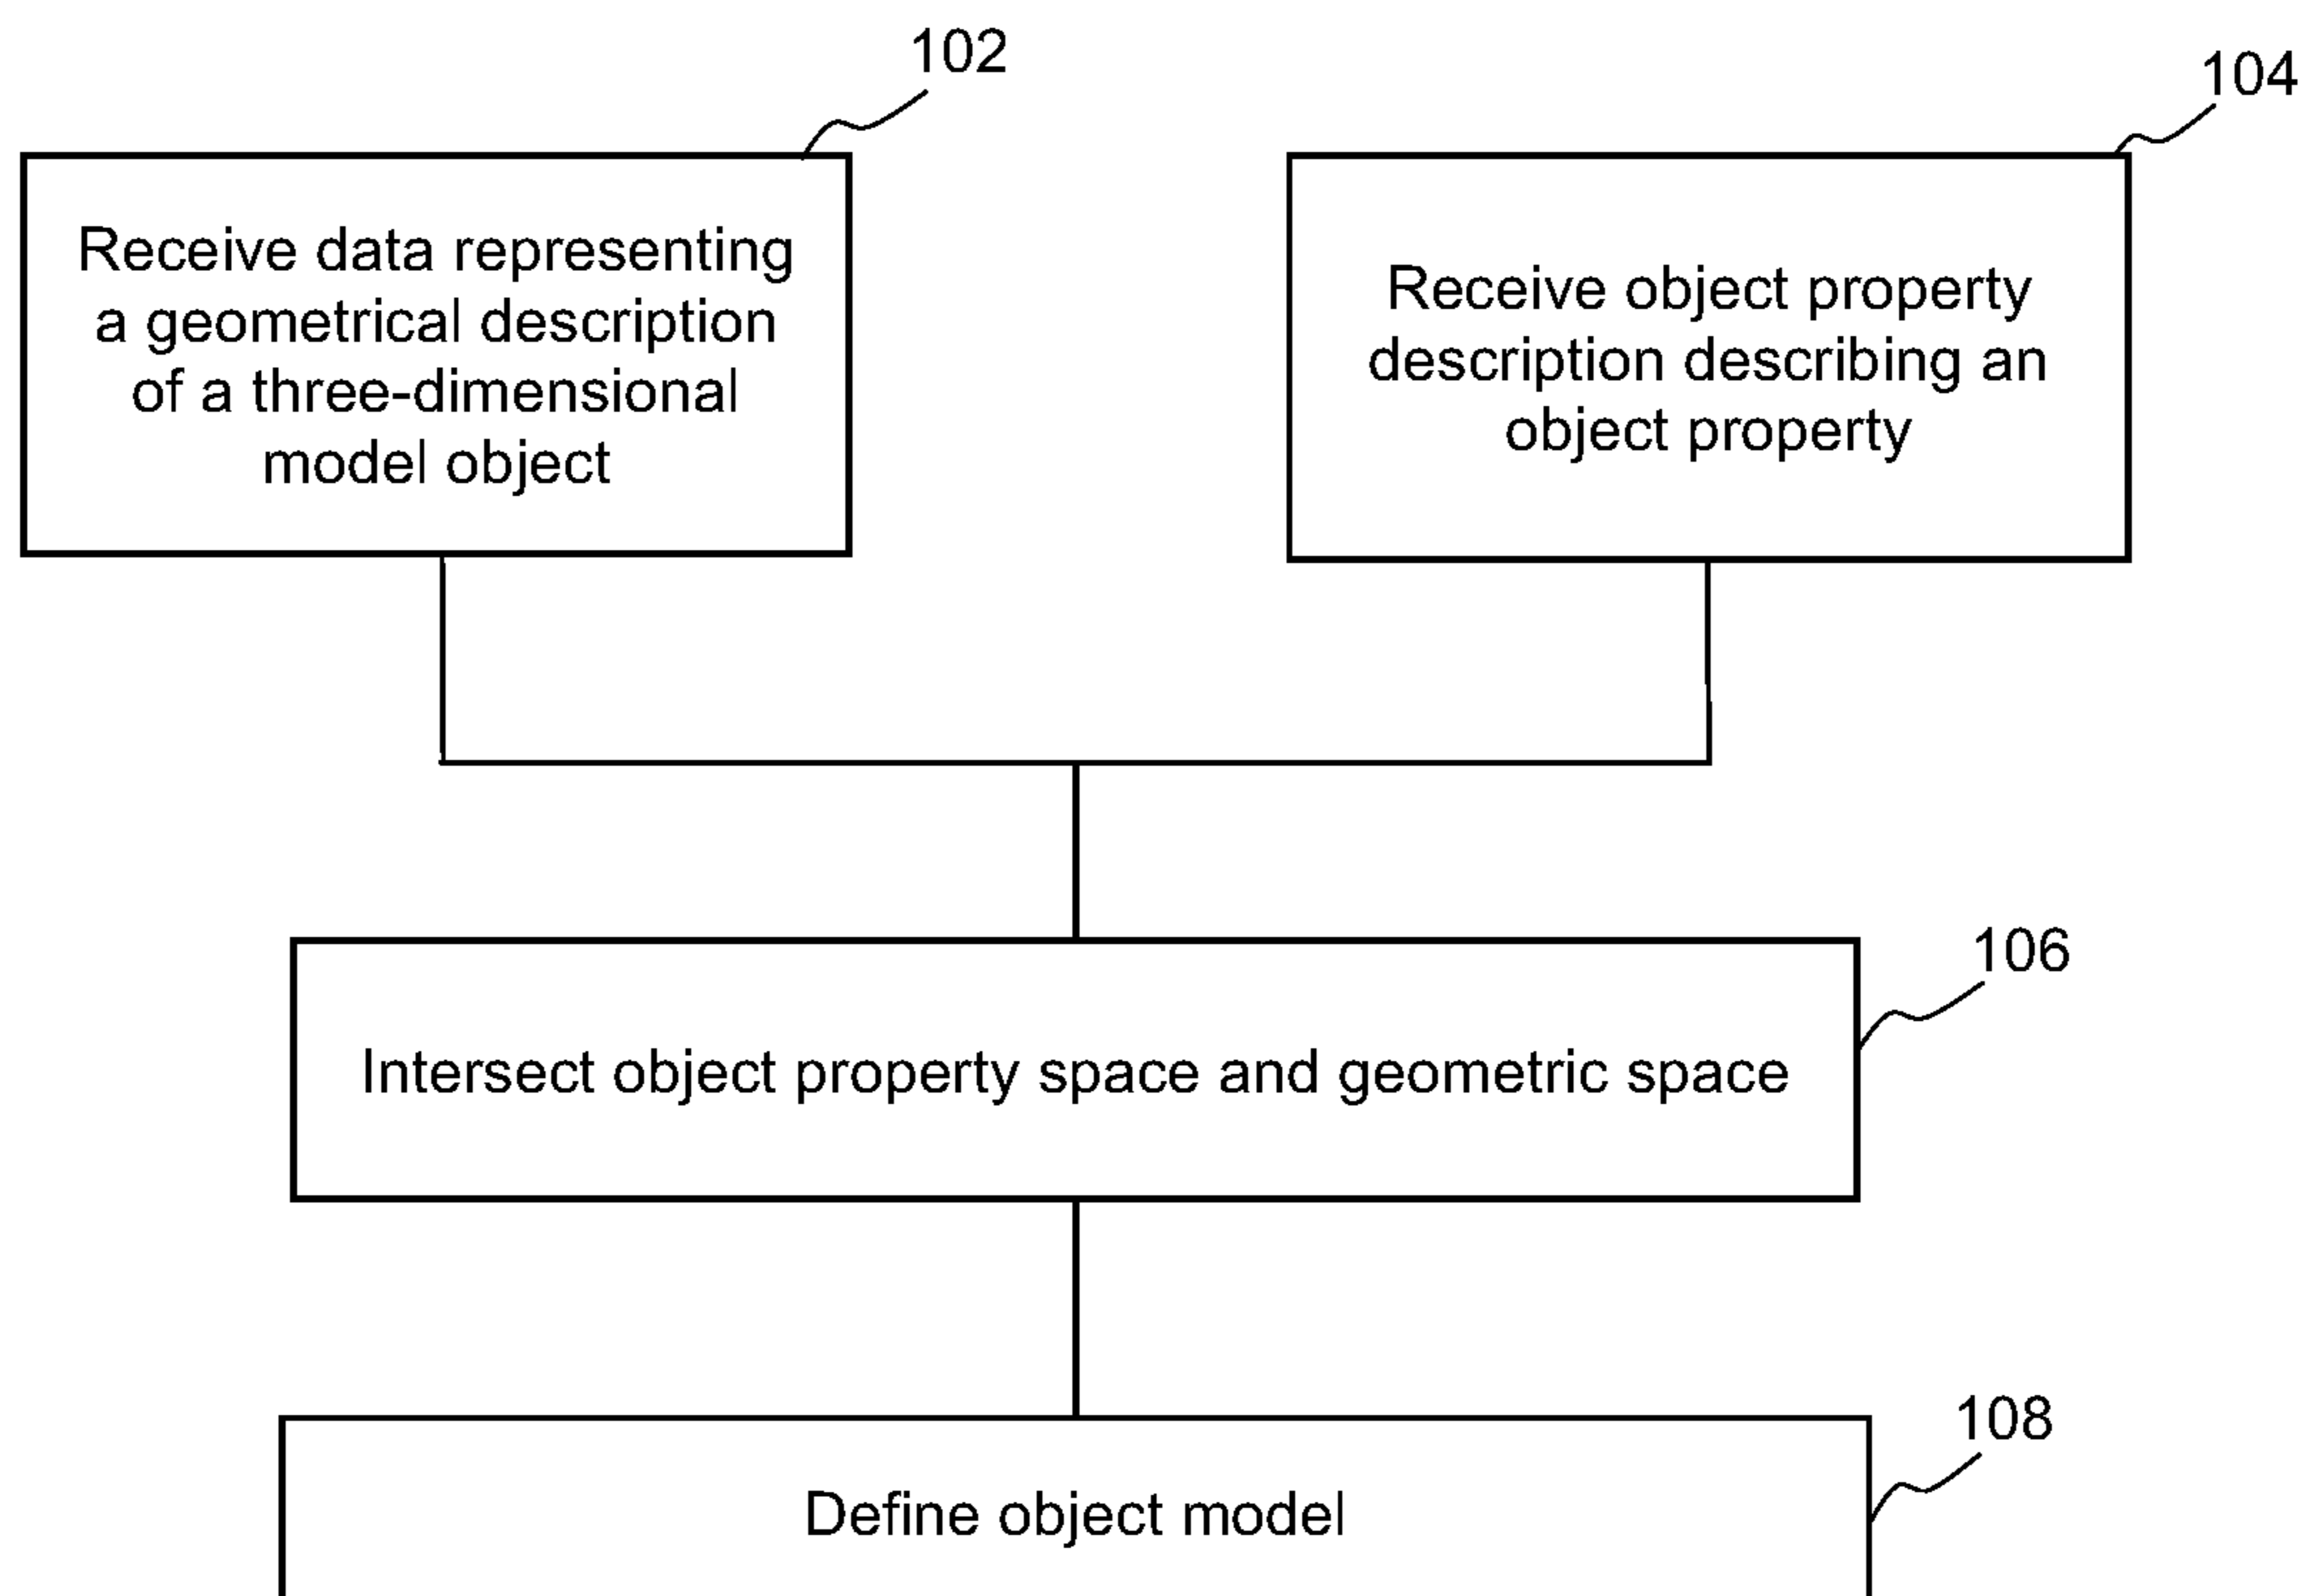 102
104
Receive data representing
a geometrical description
of a three-dimensional
model object
Receive object property
description describing an
object property
106
Intersect object property space and geometric space
108
Define object model